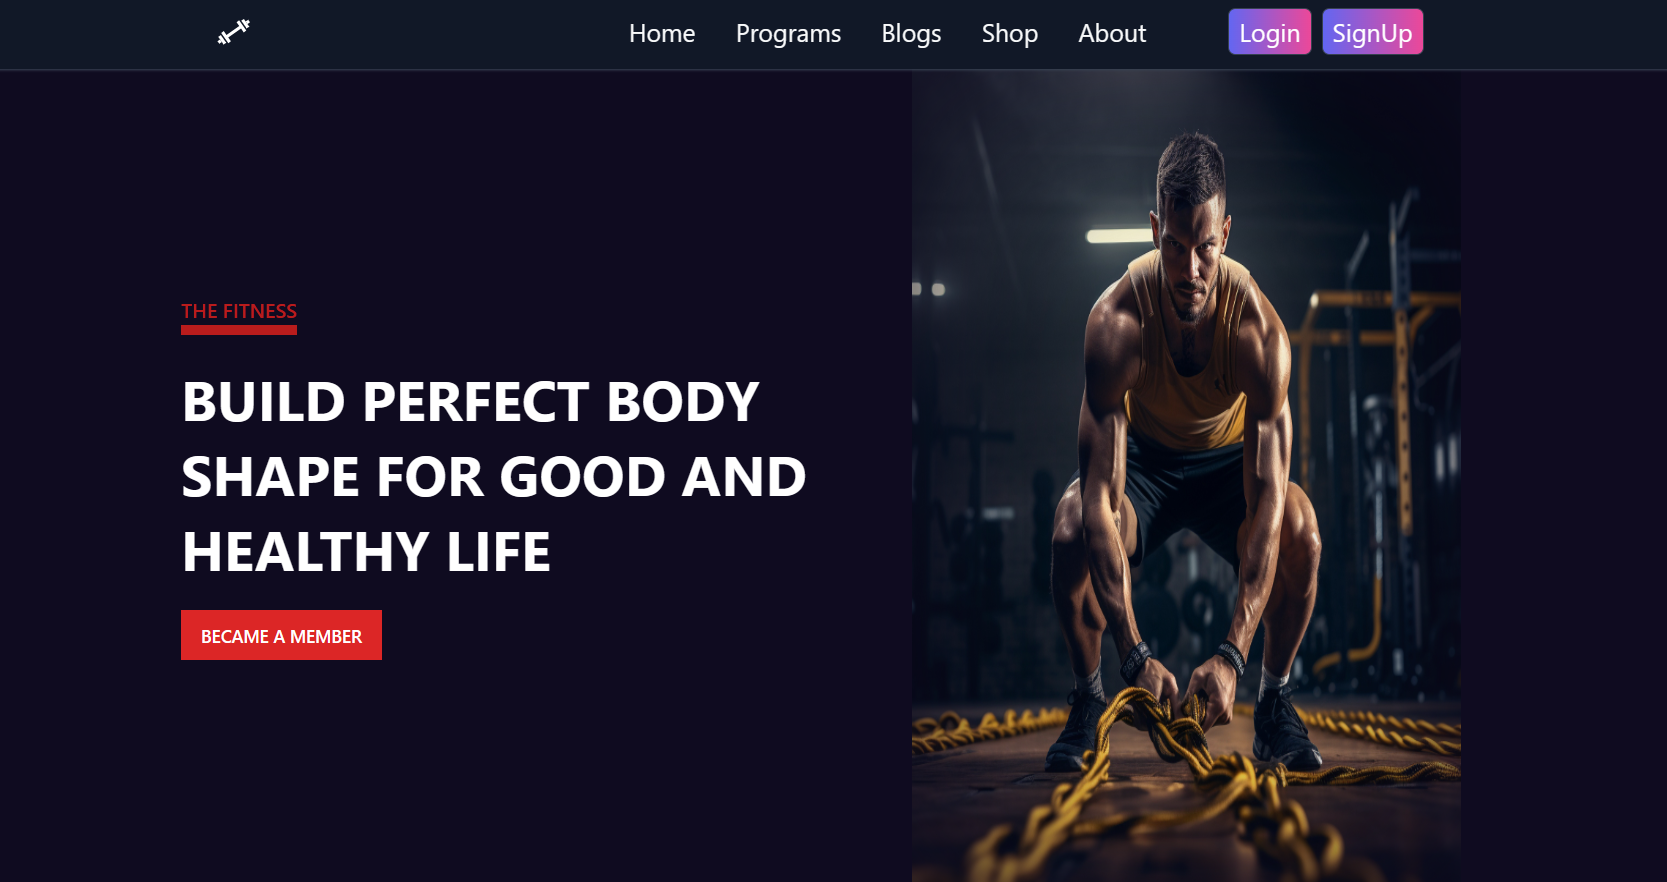 Home Programs Blogs Shop About Login SignUp
THE FITNESS
BUILD PERFECT BODY
SHAPE FOR GOOD AND
HEALTHY LIFE
BECAME A MEMBER